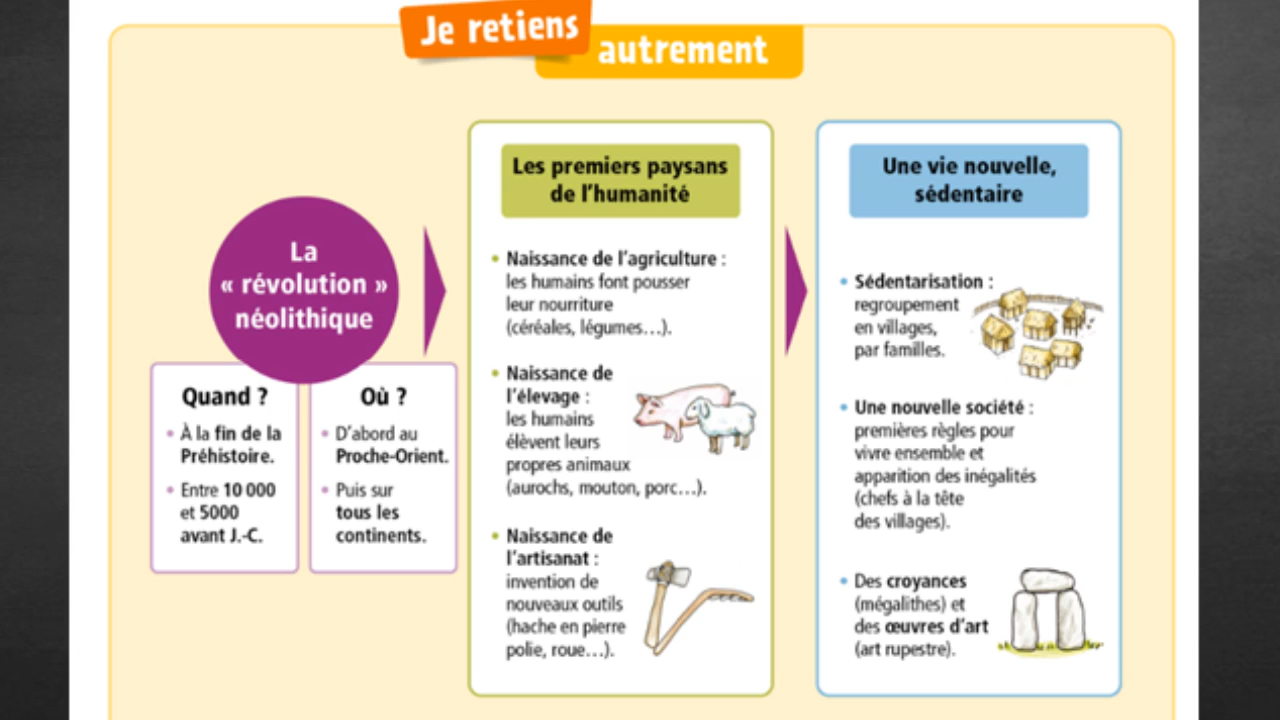 Je retiens
autrement
La
« révolution »
néolithique
Quand ?
• À la fin de la
Préhistoire.
• Entre 10 000
et 5000
avant J.-C.
Où ?
• D'abord au
Proche-Orient.
• Puis sur
tous les
continents.
Les premiers paysans
de l'humanité
• Naissance de l'agriculture :
les humains font pousser
leur nourriture
(céréales, légumes…).
• Naissance de
l'élevage :
les humains
élèvent leurs
propres animaux
(aurochs, mouton, porc…).
• Naissance de
l'artisanat :
invention de
nouveaux outils
(hache en pierre
polie, roue…).
Une vie nouvelle,
sédentaire
• Sédentarisation :
regroupement
en villages,
par familles.
• Une nouvelle société :
premières règles pour
vivre ensemble et
apparition des inégalités
(chefs à la tête
des villages).
• Des croyances
(mégalithes) et
des œuvres d'art
(art rupestre).